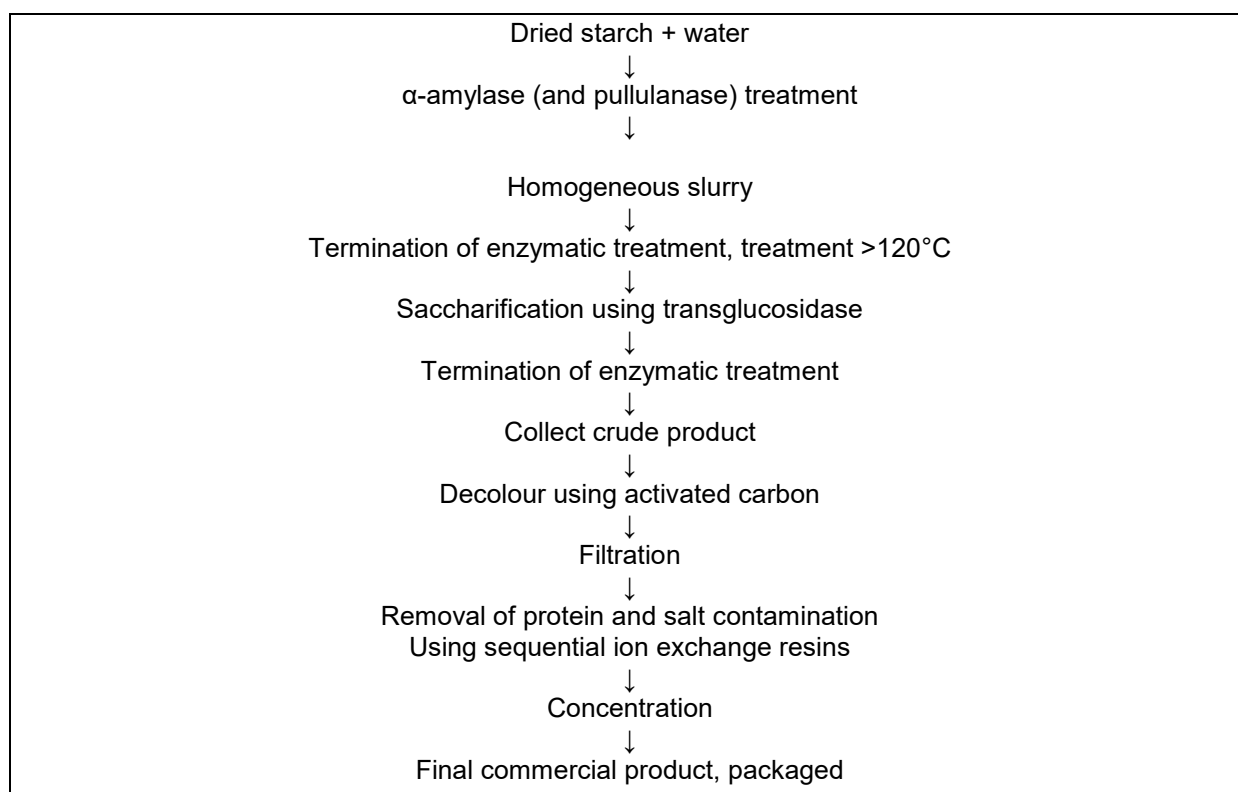 Dried starch + water
↓
α-amylase (and pullulanase) treatment
↓
Homogeneous slurry
↓
Termination of enzymatic treatment, treatment >120°C
↓
Saccharification using transglucosidase
↓
Termination of enzymatic treatment
↓
Collect crude product
↓
Decolour using activated carbon
↓
Filtration
↓
Removal of protein and salt contamination
Using sequential ion exchange resins
↓
Concentration
↓
Final commercial product, packaged